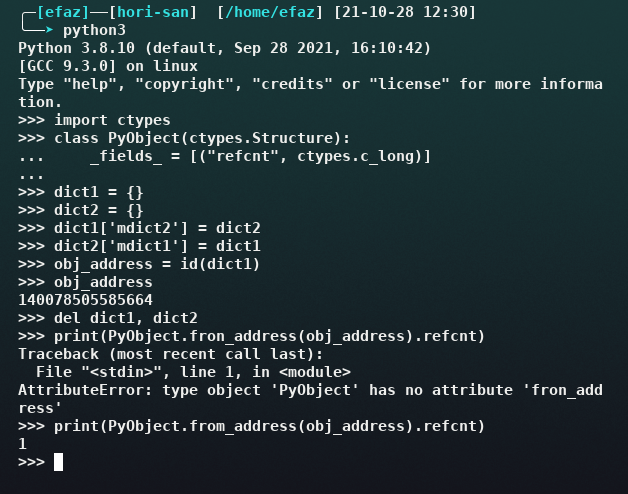 ╭─[efaz]──[hori-san]  [/home/efaz] [21-10-28 12:30]
╰──➤ python3
Python 3.8.10 (default, Sep 28 2021, 16:10:42)
[GCC 9.3.0] on linux
Type "help", "copyright", "credits" or "license" for more informa
tion.
>>> import ctypes
>>> class PyObject(ctypes.Structure):
...     _fields_ = [("refcnt", ctypes.c_long)]
...
>>> dict1 = {}
>>> dict2 = {}
>>> dict1['mdict2'] = dict2
>>> dict2['mdict1'] = dict1
>>> obj_address = id(dict1)
>>> obj_address
140078505585664
>>> del dict1, dict2
>>> print(PyObject.fron_address(obj_address).refcnt)
Traceback (most recent call last):
  File "<stdin>", line 1, in <module>
AttributeError: type object 'PyObject' has no attribute 'fron_add
ress'
>>> print(PyObject.from_address(obj_address).refcnt)
1
>>>